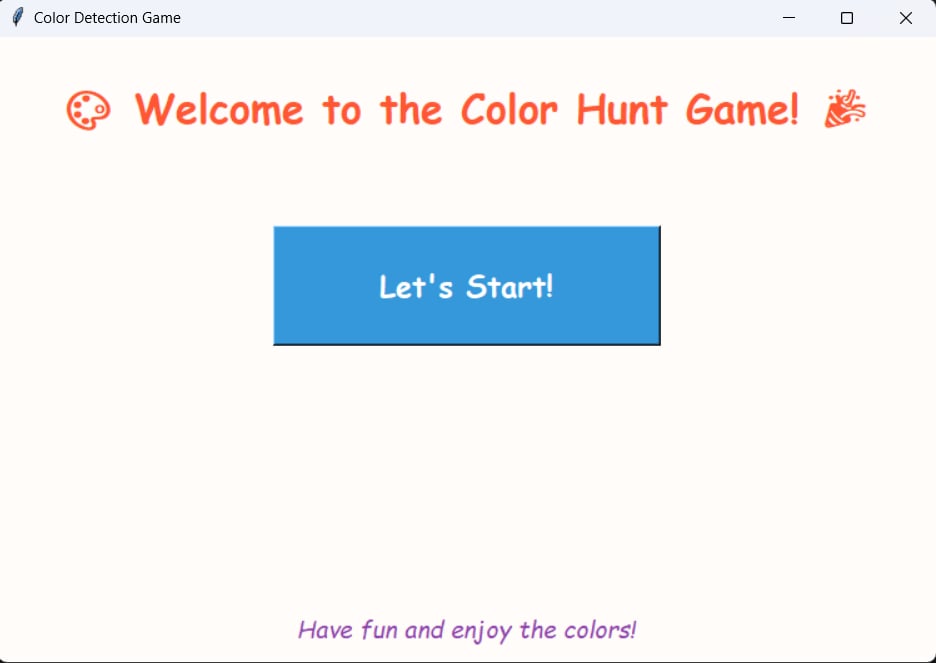 Color Detection Game
🎨 Welcome to the Color Hunt Game! 🎉
Let's Start!
Have fun and enjoy the colors!